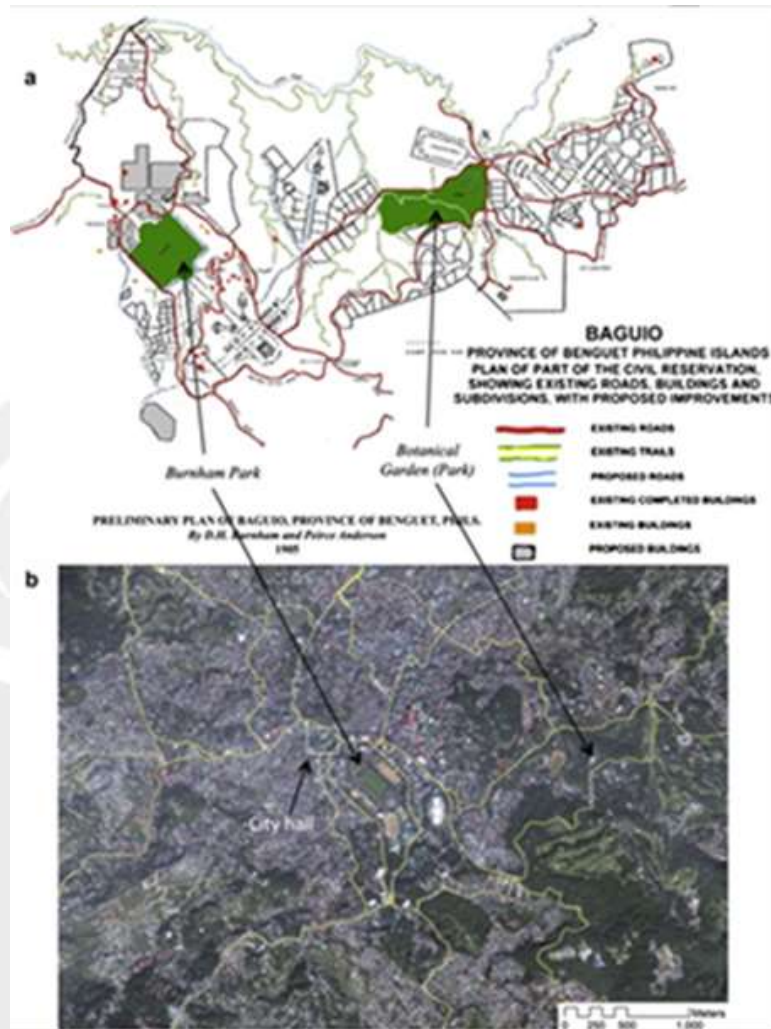 a
BAGUIO
PROVINCE OF BENGUET PHILIPPINE ISLANDS
PLAN OF PART OF THE CIVIL RESERVATION,
SHOWING EXISTING ROADS, BUILDINGS AND
SUBDIVISIONS, WITH PROPOSED IMPROVEMENTS
EXISTING ROADS
EXISTING TRAILS
PROPOSED ROADS
EXISTING COMPLETED BUILDINGS
EXISTING BUILDINGS
PROPOSED BUILDINGS
Burnham Park
Botanical
Garden (Park)
PRELIMINARY PLAN OF BAGUIO, PROVINCE OF BENGUET, PHILS.
By D.H. Burnham and Peirce Anderson
1905
b
City hall
Meters
0 250 500 1,000